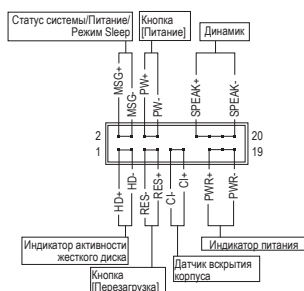 Статус системы/Питание/
Режим Sleep
Кнопка
[Питание]
Динамик
MSG+
MSG-
PW+
PW-
SPEAK+
SPEAK-
2
20
1
19
HD+
HD-
RES-
RES+
CI-
CI+
PWR+
PWR-
Индикатор активности
жесткого диска
Кнопка
[Перезагрузка]
Датчик вскрытия
корпуса
Индикатор питания